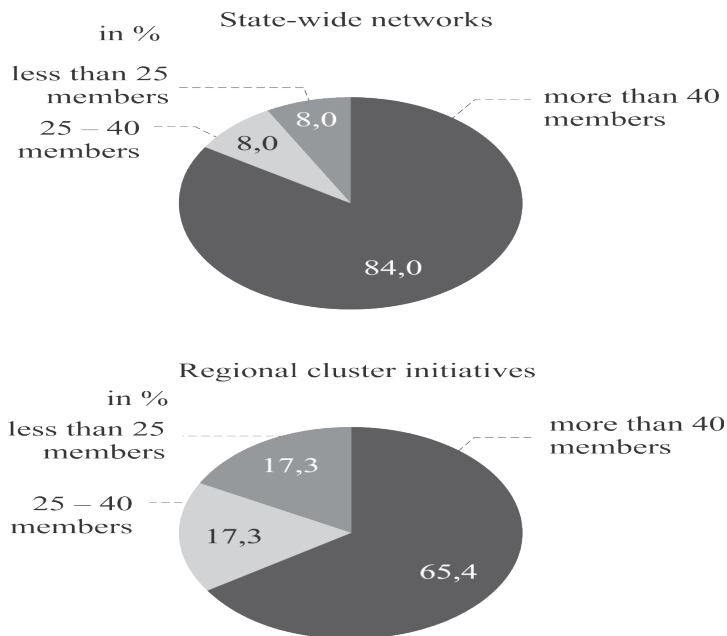 State-wide networks
in %
less than 25
members
25 – 40
members
more than 40
members
8,0
8,0
84,0
Regional cluster initiatives
in %
less than 25
members
25 – 40
members
more than 40
members
17,3
17,3
65,4